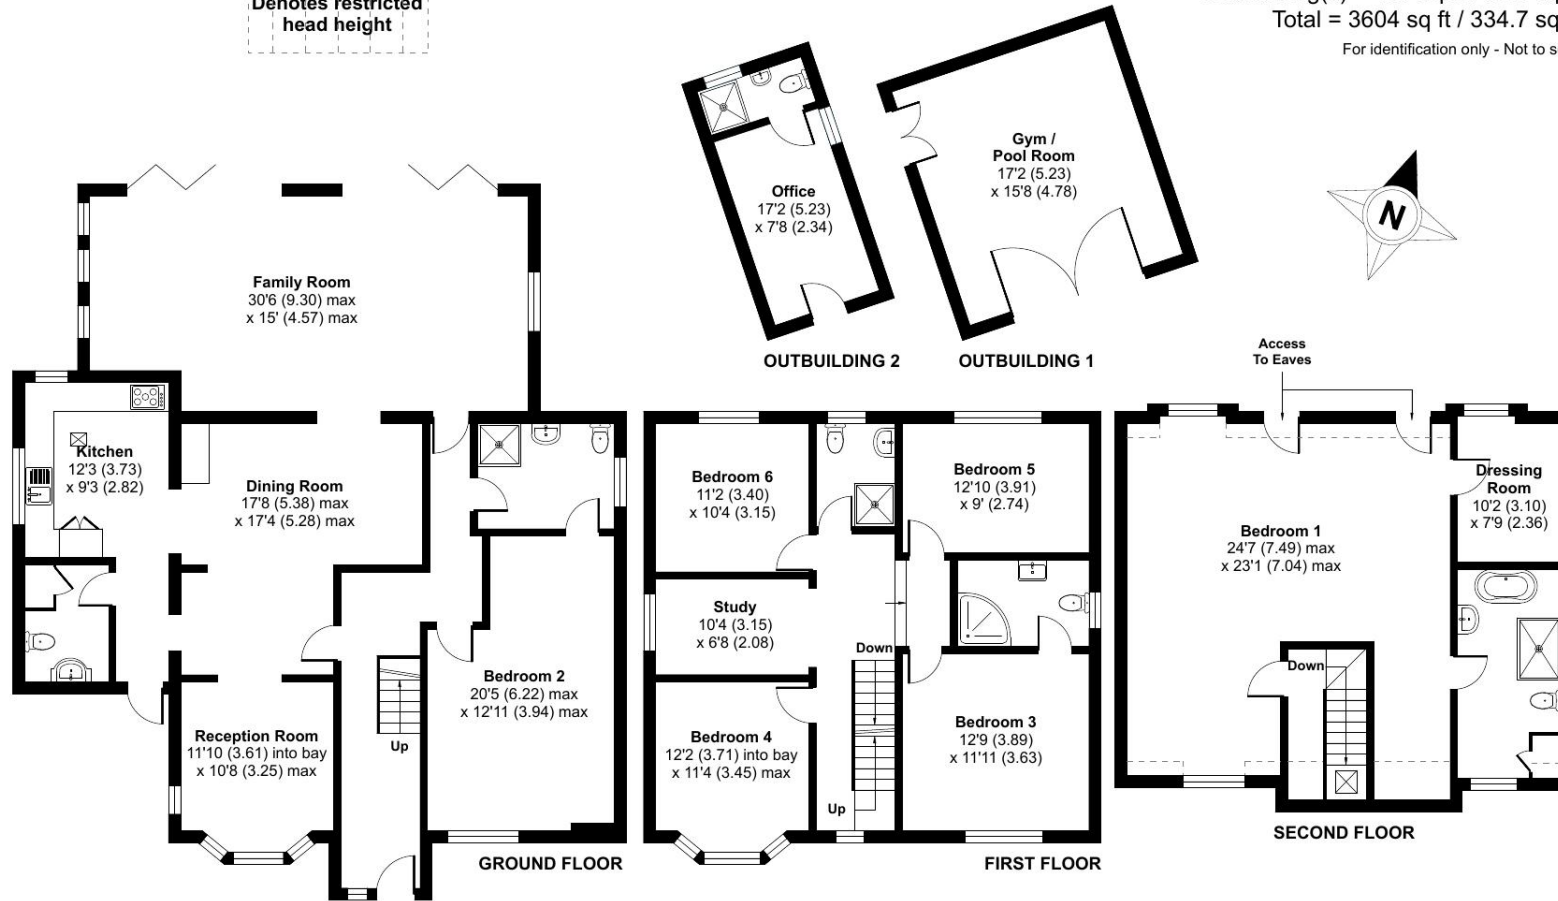 Denotes restricted
head height
Total = 3604 sq ft / 334.7 sq
For identification only - Not to s
Gym /
Pool Room
17'2 (5.23)
x 15'8 (4.78)
Office
17'2 (5.23)
x 7'8 (2.34)
N
OUTBUILDING 2
OUTBUILDING 1
Family Room
30'6 (9.30) max
x 15' (4.57) max
Kitchen
12'3 (3.73)
x 9'3 (2.82)
Dining Room
17'8 (5.38) max
x 17'4 (5.28) max
Reception Room
11'10 (3.61) into bay
x 10'8 (3.25) max
Up
Bedroom 2
20'5 (6.22) max
x 12'11 (3.94) max
GROUND FLOOR
Bedroom 6
11'2 (3.40)
x 10'4 (3.15)
Bedroom 5
12'10 (3.91)
x 9' (2.74)
Study
10'4 (3.15)
x 6'8 (2.08)
Down
Bedroom 4
12'2 (3.71) into bay
x 11'4 (3.45) max
Up
Bedroom 3
12'9 (3.89)
x 11'11 (3.63)
FIRST FLOOR
Access
To Eaves
Bedroom 1
24'7 (7.49) max
x 23'1 (7.04) max
Dressing
Room
10'2 (3.10)
x 7'9 (2.36)
Down
SECOND FLOOR